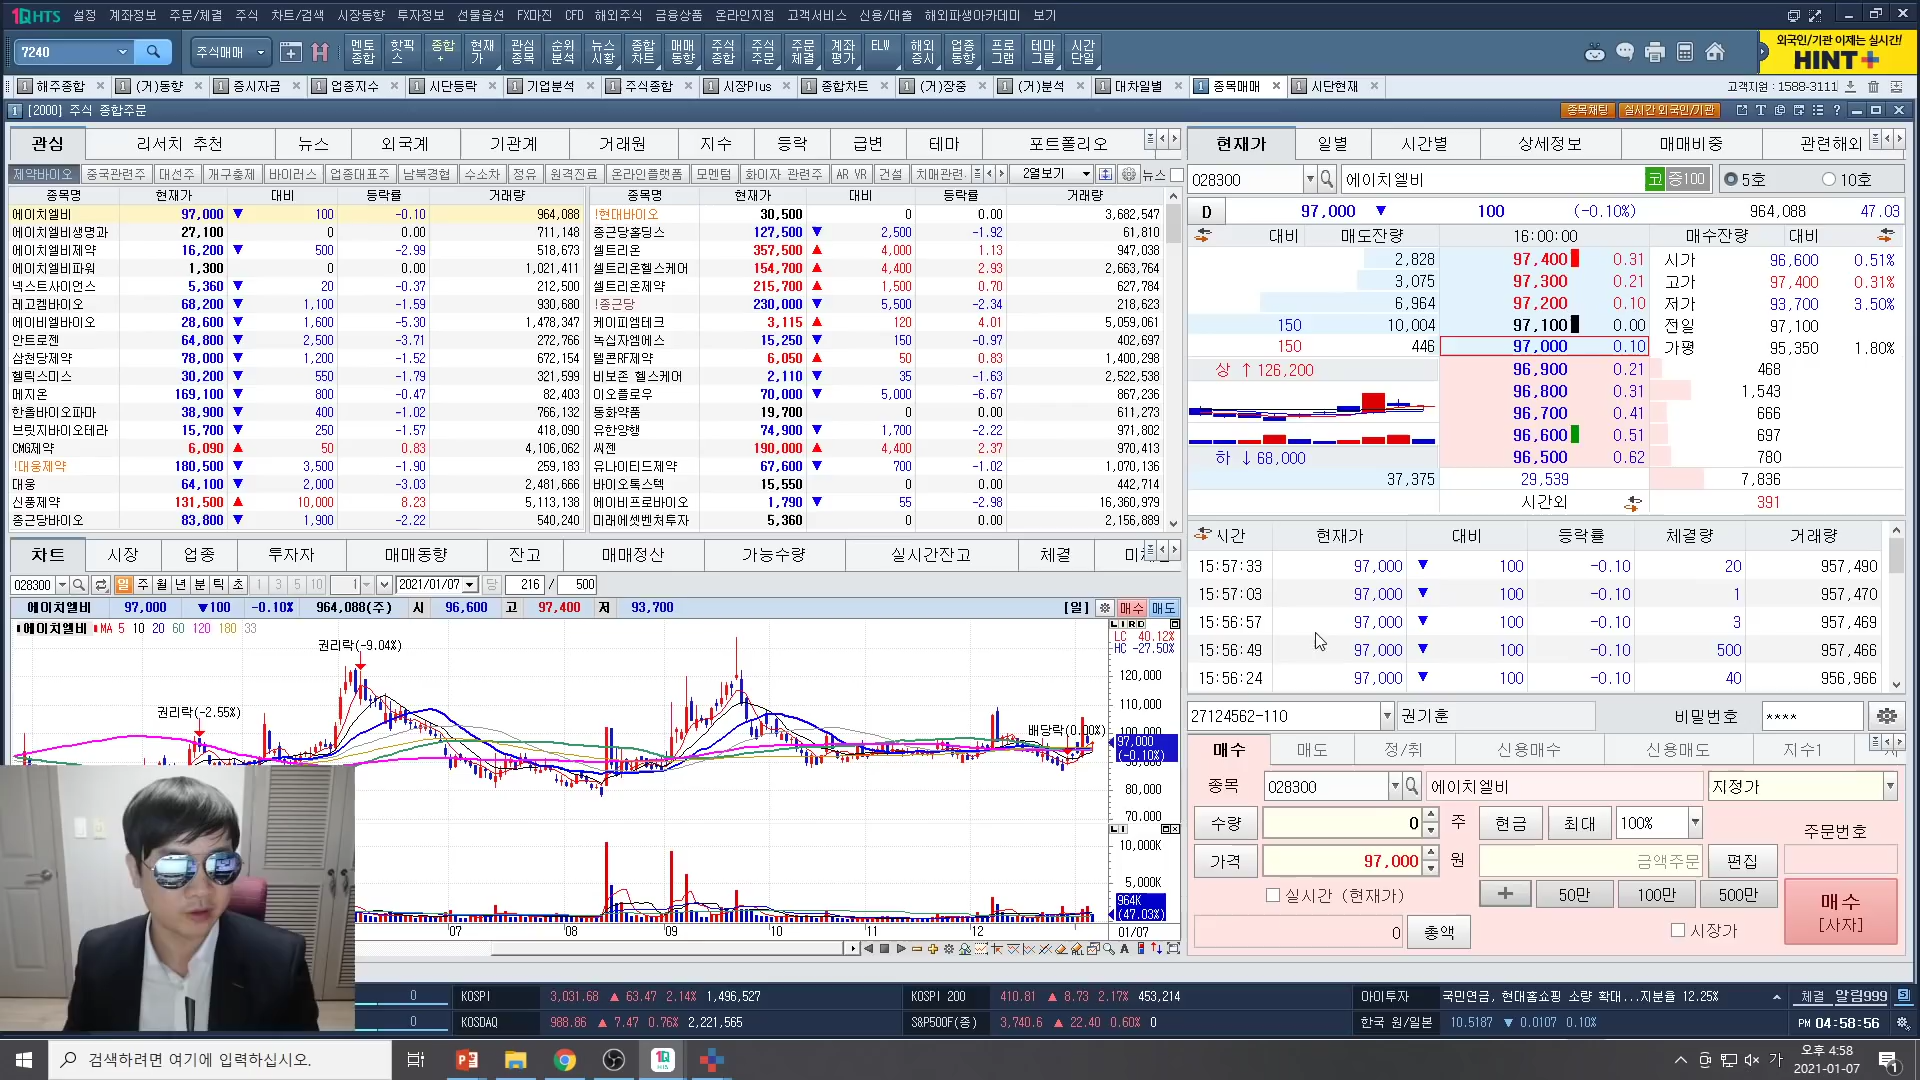 1QHTS 설정 계좌정보 주문/체결 주식 차트/검색 시장동향 투자정보 선물옵션 FX마진 CFD 해외주식 금융상품 온라인지점 고객서비스 신용/대출 해외파생아카데미 보기
7240 주식매매 멘토종합 핫픽스 종합+ 현재가 관심종목 순위분석 뉴스시황 종합차트 매매동향 주식종합 주식주문 주문체결 계좌평가 ELW 해외증시 업종동향 프로그램 테마그룹 시간단일
외국인/기관 이제는 실시간!
HINT+
1 해주종합 1 (거)동향 1 증시자금 1 업종지수 1 시단등락 1 기업분석 1 주식종합 1 시장Plus 1 종합차트 1 (거)장중 1 (거)분석 1 대차일별 1 종목매매 1 시단현재 고객지원 : 1588-3111
1 [2000] 주식 종합주문 종목채팅 실시간 외국인/기관
관심 리서치 추천 뉴스 외국계 기관계 거래원 지수 등락 급변 테마 포트폴리오
제약바이오 중국관련주 대선주 개구충제 바이러스 업종대표주 남북경협 수소차 정유 원격진료 온라인플랫폼 모멘텀 화이자 관련주 AR VR 건설 치매관련 2열보기 뉴스
종목명 현재가 대비 등락률 거래량 종목명 현재가 대비 등락률 거래량
에이치엘비 97,000 ▼ 100 -0.10 964,088 !현대바이오 30,500 0 0.00 3,682,547
에이치엘비생명과 27,100 0 0.00 711,148 종근당홀딩스 127,500 ▼ 2,500 -1.92 61,810
에이치엘비제약 16,200 ▼ 500 -2.99 518,673 셀트리온 357,500 ▲ 4,000 1.13 947,038
에이치엘비파워 1,300 0 0.00 1,021,411 셀트리온헬스케어 154,700 ▲ 4,400 2.93 2,663,764
넥스트사이언스 5,360 ▼ 20 -0.37 212,500 셀트리온제약 215,700 ▲ 1,500 0.70 627,784
레고켐바이오 68,200 ▼ 1,100 -1.59 930,680 !종근당 230,000 ▼ 5,500 -2.34 218,623
에이비엘바이오 28,600 ▼ 1,600 -5.30 1,478,347 케이피엠테크 3,115 ▲ 120 4.01 5,059,061
안트로젠 64,800 ▼ 2,500 -3.71 272,766 녹십자엠에스 15,250 ▼ 150 -0.97 402,697
삼천당제약 78,000 ▼ 1,200 -1.52 672,154 텔콘RF제약 6,050 ▲ 50 0.83 1,400,298
헬릭스미스 30,200 ▼ 550 -1.79 321,599 비보존 헬스케어 2,110 ▼ 35 -1.63 2,522,538
메지온 169,100 ▼ 800 -0.47 82,403 이오플로우 70,000 ▼ 5,000 -6.67 867,236
한올바이오파마 38,900 ▼ 400 -1.02 766,132 동화약품 19,700 0 0.00 611,273
브릿지바이오테라 15,700 ▼ 250 -1.57 418,090 유한양행 74,900 ▼ 1,700 -2.22 971,802
CMG제약 6,090 ▲ 50 0.83 4,106,062 씨젠 190,000 ▲ 4,400 2.37 970,413
!대웅제약 180,500 ▼ 3,500 -1.90 259,183 유나이티드제약 67,600 ▼ 700 -1.02 1,070,136
대웅 64,100 ▼ 2,000 -3.03 2,481,666 바이오톡스텍 15,550 0 0.00 442,714
신풍제약 131,500 ▲ 10,000 8.23 5,113,138 에이비프로바이오 1,790 ▼ 55 -2.98 16,360,979
종근당바이오 83,800 ▼ 1,900 -2.22 540,240 미래에셋벤처투자 5,360 0 0.00 2,156,889
차트 시장 업종 투자자 매매동향 잔고 매매정산 가능수량 실시간잔고 체결
028300 일 주 월 년 분 틱 초 1 3 5 10 1 2021/01/07 당 216 / 500
에이치엘비 97,000 ▼100 -0.10% 964,088(주) 시 96,600 고 97,400 저 93,700 [일] 매수 매도
에이치엘비 MA 5 10 20 60 120 180 33
권리락(-9.04%)
권리락(-2.55%)
배당락(0.00%)
LC 40.12%
HC -27.50%
120,000
110,000
100,000
97,000
(-0.10%)
80,000
70,000
10,000K
5,000K
964K
(47.03%)
07 08 09 10 11 12 01/07
현재가 일별 시간별 상세정보 매매비중 관련해외
028300 에이치엘비 코 중100 5호 10호
D 97,000 ▼ 100 (-0.10%) 964,088 47.03
대비 매도잔량 16:00:00 매수잔량 대비
2,828 97,400 0.31 시가 96,600 0.51%
3,075 97,300 0.21 고가 97,400 0.31%
6,964 97,200 0.10 저가 93,700 3.50%
150 10,004 97,100 0.00 전일 97,100
150 446 97,000 0.10 가평 95,350 1.80%
상 ↑ 126,200 96,900 0.21 468
96,800 0.31 1,543
96,700 0.41 666
96,600 0.51 697
하 ↓ 68,000 96,500 0.62 780
37,375 29,539 7,836
시간외 391
시간 현재가 대비 등락률 체결량 거래량
15:57:33 97,000 ▼ 100 -0.10 20 957,490
15:57:03 97,000 ▼ 100 -0.10 1 957,470
15:56:57 97,000 ▼ 100 -0.10 3 957,469
15:56:49 97,000 ▼ 100 -0.10 500 957,466
15:56:24 97,000 ▼ 100 -0.10 40 956,966
27124562-110 권기훈 비밀번호 ****
매수 매도 정/취 신용매수 신용매도 지수1
종목 028300 에이치엘비 지정가
수량 0 주 현금 최대 100% 주문번호
가격 97,000 원 금액주문 편집
실시간 (현재가) + 50만 100만 500만
매수
[사자]
0 총액 시장가
0 KOSPI 3,031.68 ▲ 63.47 2.14% 1,496,527 KOSPI 200 410.81 ▲ 8.73 2.17% 453,214 아이투자 국민연금, 현대홈쇼핑 소량 확대...지분율 12.25% 체결 알림999
0 KOSDAQ 988.86 ▲ 7.47 0.76% 2,221,565 S&P500F(종) 3,740.6 ▲ 22.40 0.60% 0 한국 원/일본 10.5187 ▼ 0.0107 0.10% PM 04:58:56
검색하려면 여기에 입력하십시오. 가 오후 4:58
2021-01-07